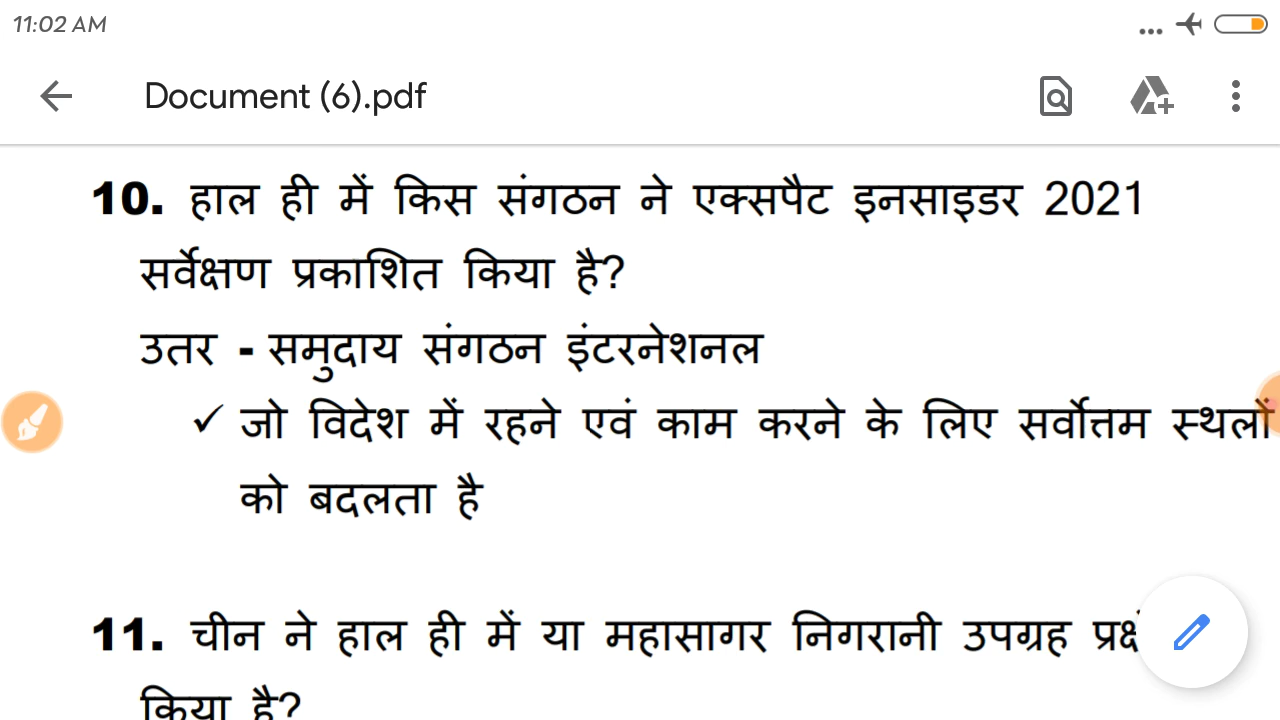 11:02 AM
Document (6).pdf
10. हाल ही में किस संगठन ने एक्सपैट इनसाइडर 2021
सर्वेक्षण प्रकाशित किया है?
उतर - समुदाय संगठन इंटरनेशनल
✓ जो विदेश में रहने एवं काम करने के लिए सर्वोत्तम स्थलों
को बदलता है
11. चीन ने हाल ही में या महासागर निगरानी उपग्रह
किया है?